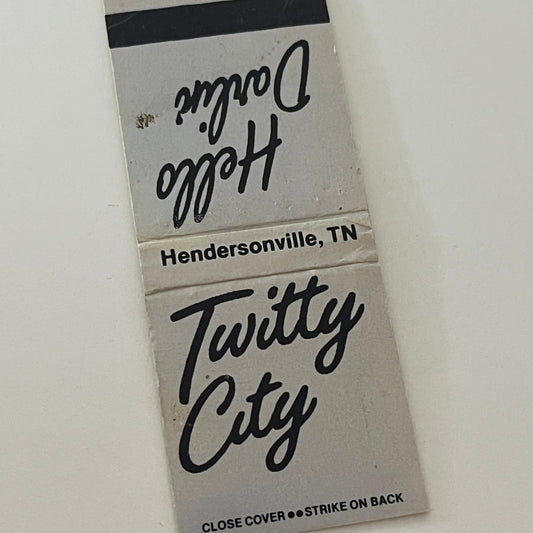 Hello
Darlin'
Hendersonville, TN
Twitty
City
CLOSE COVER ●● STRIKE ON BACK